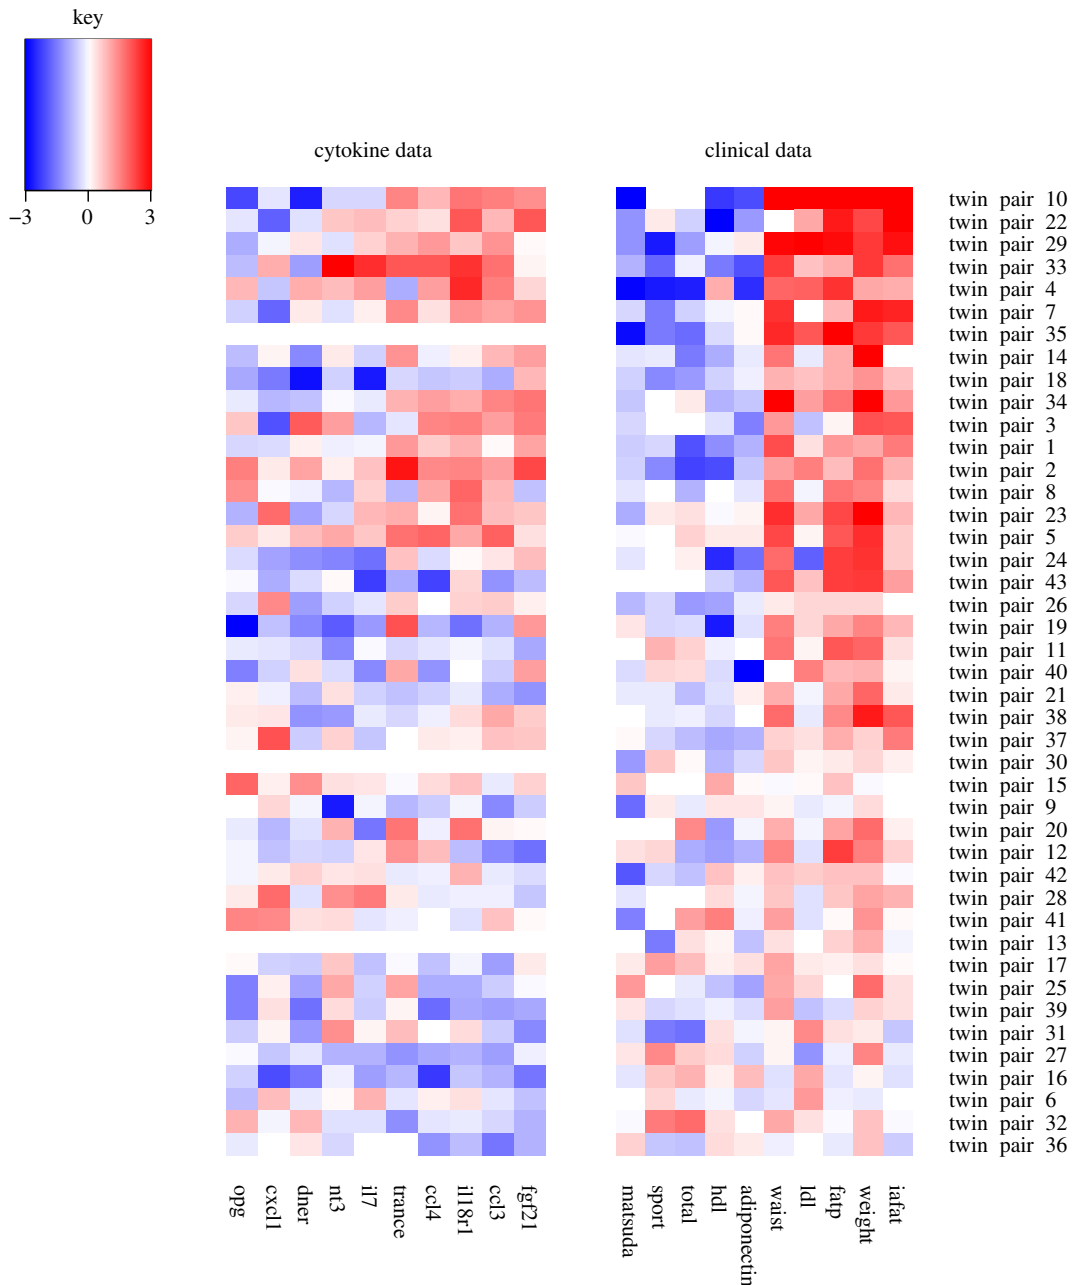 key
−3 0 3
cytokine data clinical data
twin pair 10
twin pair 22
twin pair 29
twin pair 33
twin pair 4
twin pair 7
twin pair 35
twin pair 14
twin pair 18
twin pair 34
twin pair 3
twin pair 1
twin pair 2
twin pair 8
twin pair 23
twin pair 5
twin pair 24
twin pair 43
twin pair 26
twin pair 19
twin pair 11
twin pair 40
twin pair 21
twin pair 38
twin pair 37
twin pair 30
twin pair 15
twin pair 9
twin pair 20
twin pair 12
twin pair 42
twin pair 28
twin pair 41
twin pair 13
twin pair 17
twin pair 25
twin pair 39
twin pair 31
twin pair 27
twin pair 16
twin pair 6
twin pair 32
twin pair 36
opg
cxcl1
dner
nt3
il7
trance
ccl4
il18r1
ccl3
fgf21
matsuda
sport
total
hdl
adiponectin
waist
ldl
fatp
weight
iafat